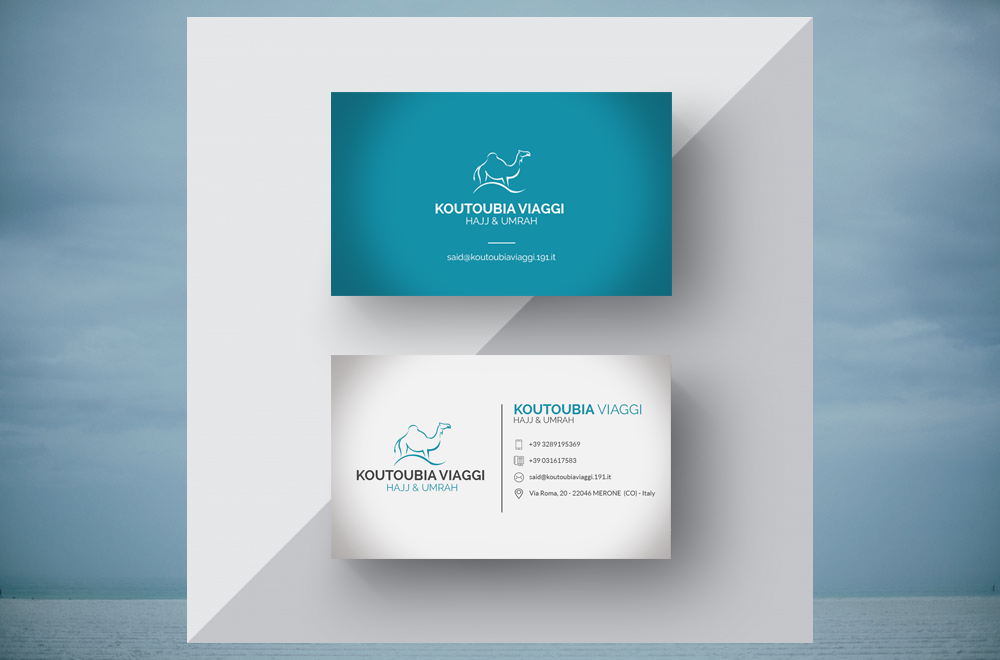 KOUTOUBIA VIAGGI
HAJJ & UMRAH
said@koutoubiaviaggi.191.it
KOUTOUBIA VIAGGI
HAJJ & UMRAH
KOUTOUBIA VIAGGI
HAJJ & UMRAH
+39 3289195369
+39 031617583
said@koutoubiaviaggi.191.it
Via Roma, 20 - 22046 MERONE (CO) - Italy